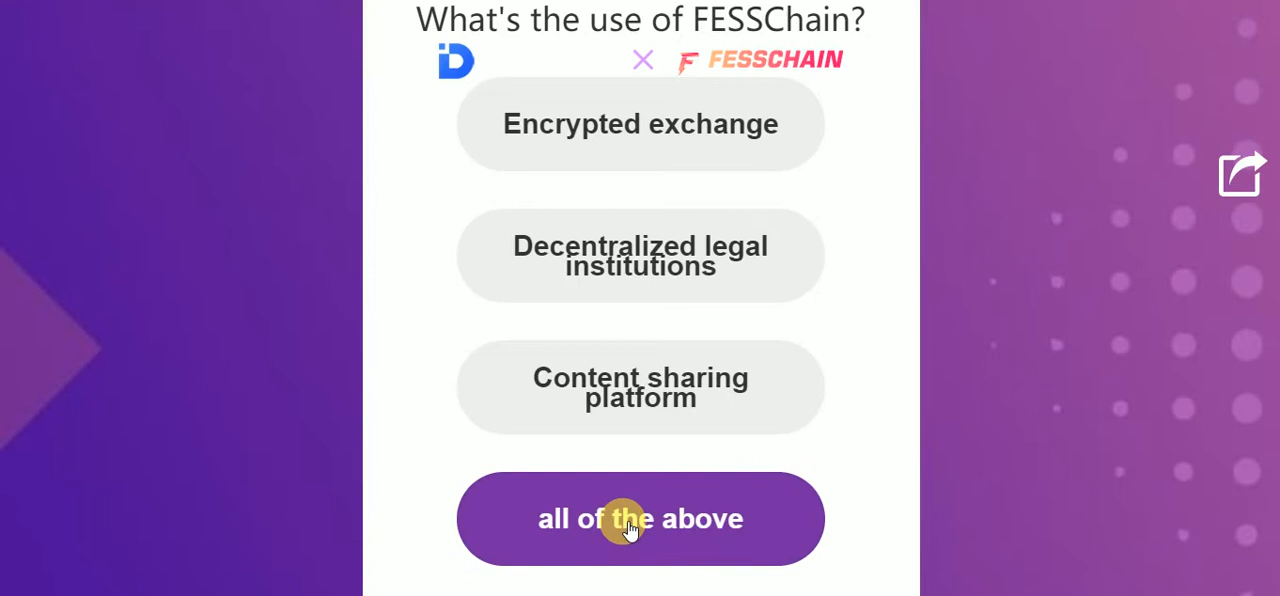 What's the use of FESSChain?
FESSCHAIN
Encrypted exchange
Decentralized legal
institutions
Content sharing
platform
all of the above